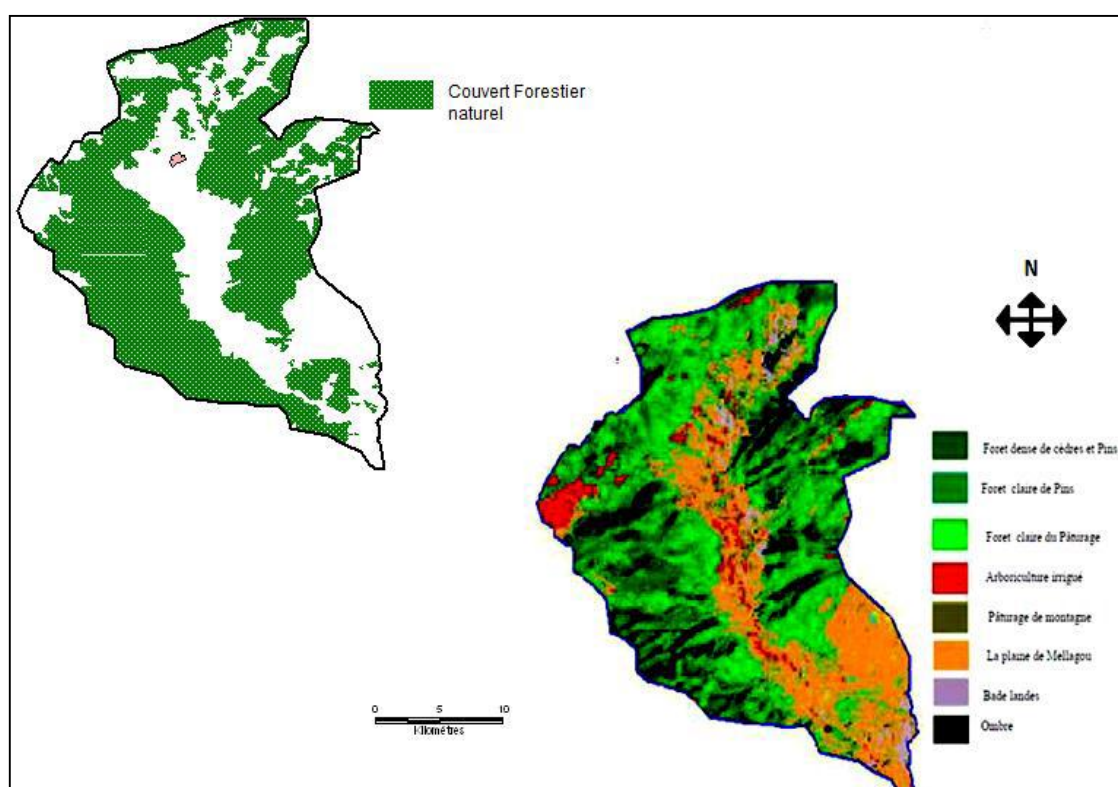 Couvert Forestier
naturel
N
Foret dense de cèdres et Pins
Foret claire de Pins
Foret claire du Pâturage
Arboriculture irrigué
Pâturage de montagne
La plaine de Mellagou
Bade landes
Ombre
0 5 10
Kilométres